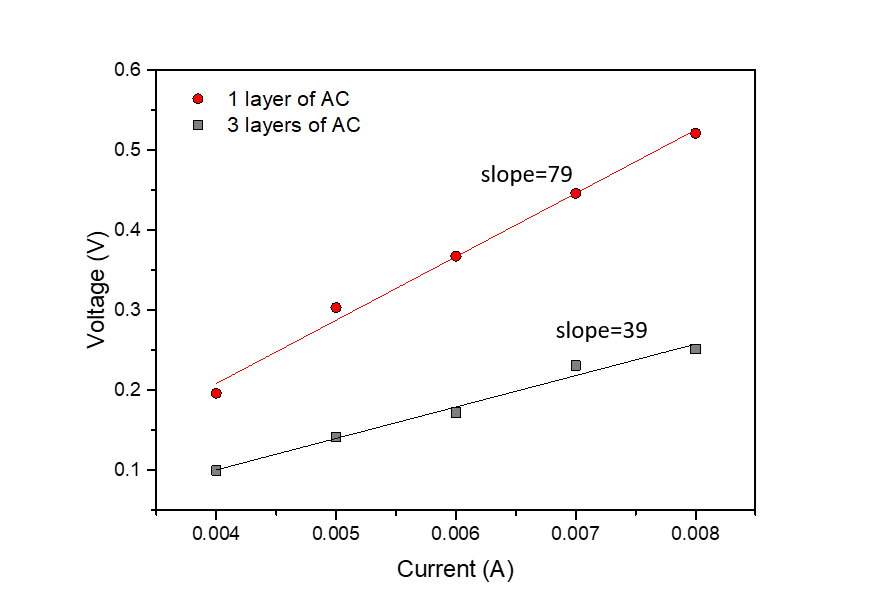 0.6
1 layer of AC
3 layers of AC
0.5
slope=79
0.4
Voltage (V)
0.3
slope=39
0.2
0.1
0.004 0.005 0.006 0.007 0.008
Current (A)